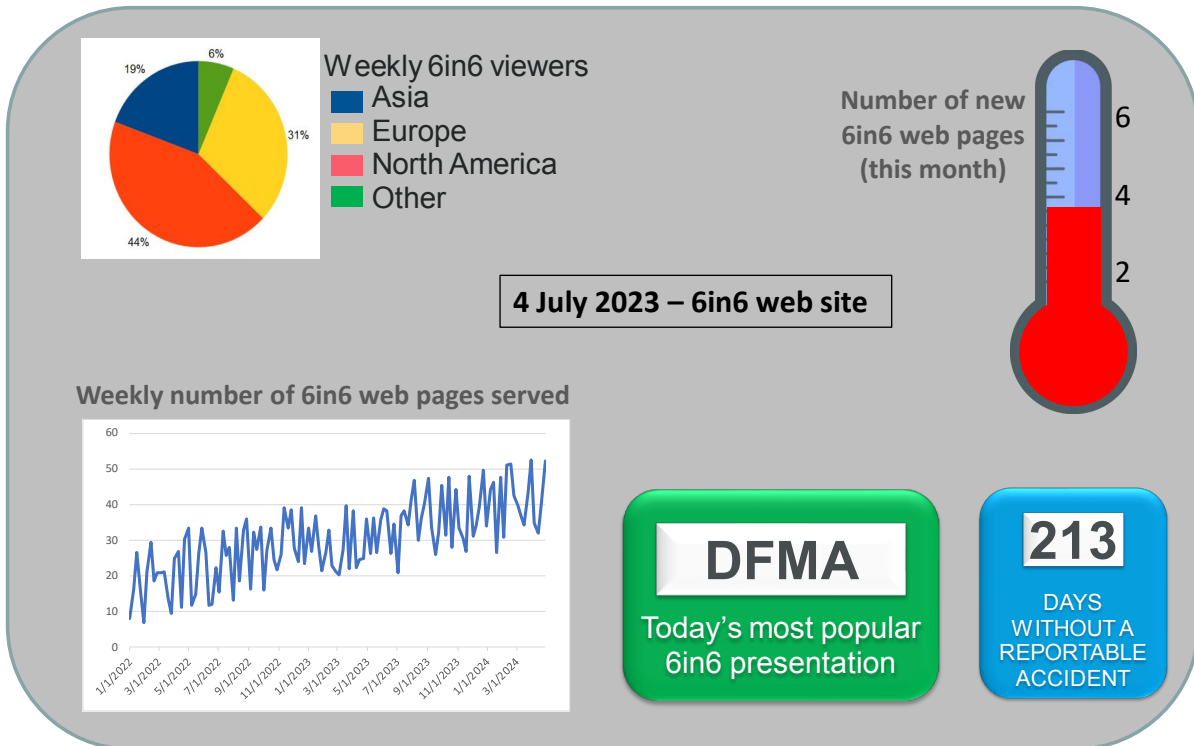 6%
19%
31%
44%
Weekly 6in6 viewers
Asia
Europe
North America
Other
Number of new
6in6 web pages
(this month)
6
4
2
4 July 2023 – 6in6 web site
Weekly number of 6in6 web pages served
60
50
40
30
20
10
0
1/1/2022
3/1/2022
5/1/2022
7/1/2022
9/1/2022
11/1/2022
1/1/2023
3/1/2023
5/1/2023
7/1/2023
9/1/2023
11/1/2023
1/1/2024
3/1/2024
DFMA
Today's most popular
6in6 presentation
213
DAYS
WITHOUT A
REPORTABLE
ACCIDENT